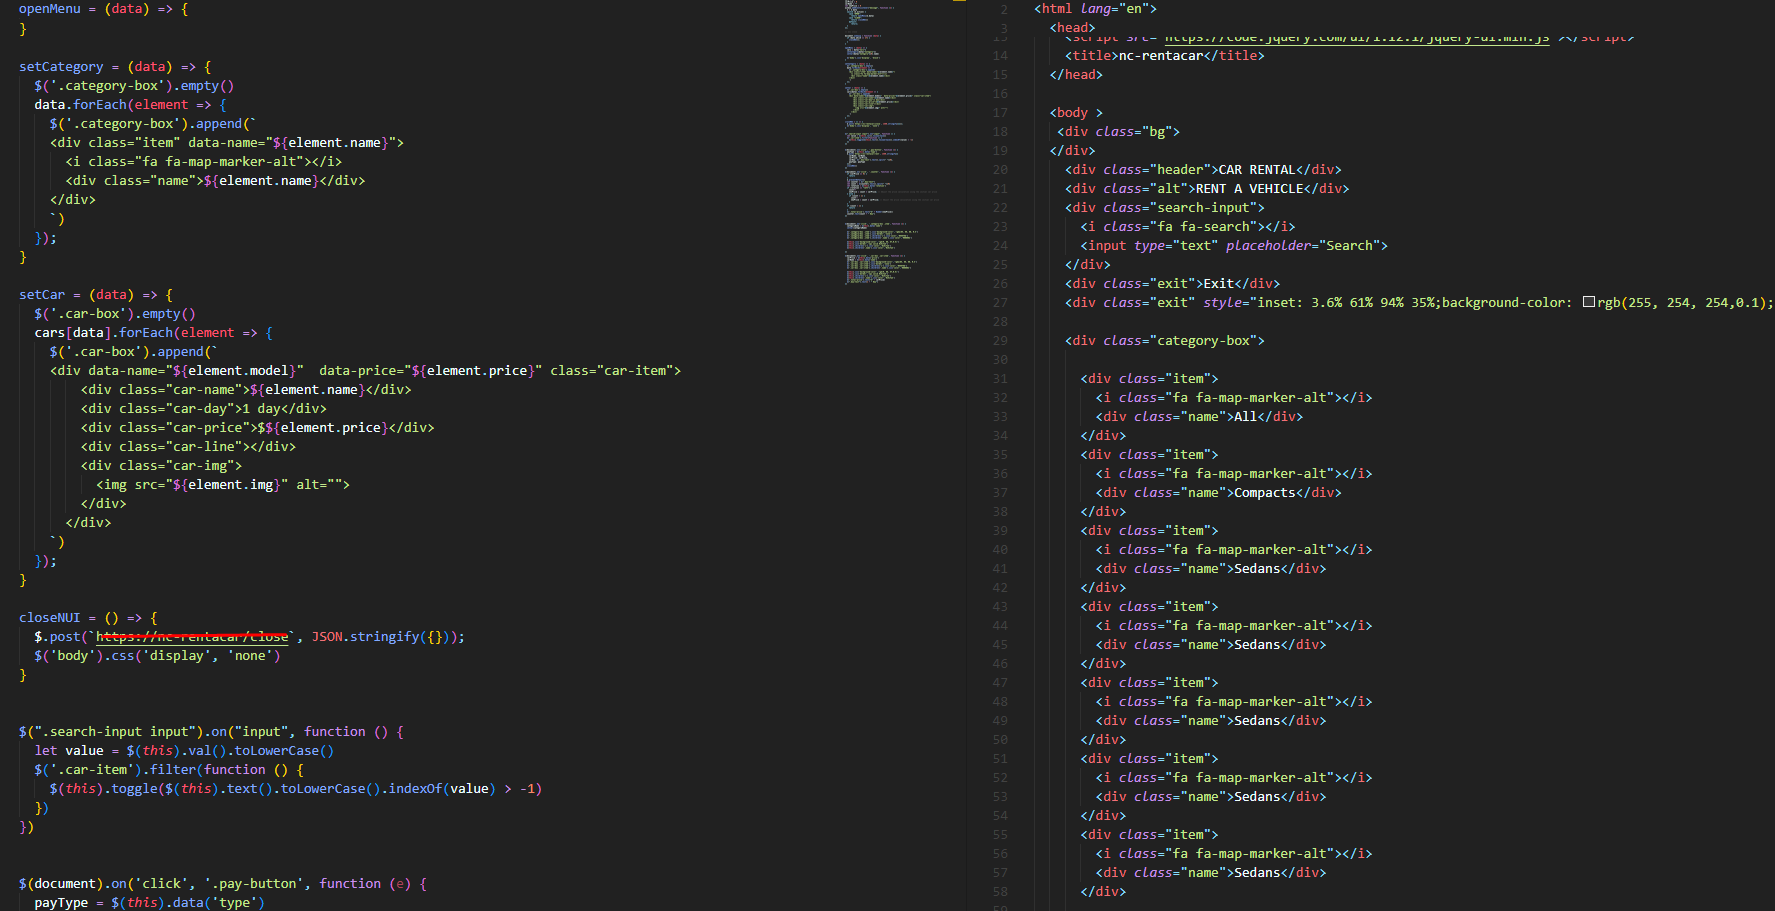 openMenu = (data) => {
}
setCategory = (data) => {
$('.category-box').empty()
data.forEach(element => {
$('.category-box').append(`
<div class="item" data-name="${element.name}">
<i class="fa fa-map-marker-alt"></i>
<div class="name">${element.name}</div>
</div>
`)
});
}
setCar = (data) => {
$('.car-box').empty()
cars[data].forEach(element => {
$('.car-box').append(`
<div data-name="${element.model}"  data-price="${element.price}" class="car-item">
<div class="car-name">${element.name}</div>
<div class="car-day">1 day</div>
<div class="car-price">$${element.price}</div>
<div class="car-line"></div>
<div class="car-img">
<img src="${element.img}" alt="">
</div>
</div>
`)
});
}
closeNUI = () => {
$.post(`https://nc-rentacar/close`, JSON.stringify({}));
$('body').css('display', 'none')
}
$(".search-input input").on("input", function () {
let value = $(this).val().toLowerCase()
$('.car-item').filter(function () {
$(this).toggle($(this).text().toLowerCase().indexOf(value) > -1)
})
})
$(document).on('click', '.pay-button', function (e) {
payType = $(this).data('type')
2 <html lang="en">
3 <head>
13 <script src="https://code.jquery.com/ui/1.12.1/jquery-ui.min.js"></script>
14 <title>nc-rentacar</title>
15 </head>
16
17 <body >
18 <div class="bg">
19 </div>
20 <div class="header">CAR RENTAL</div>
21 <div class="alt">RENT A VEHICLE</div>
22 <div class="search-input">
23 <i class="fa fa-search"></i>
24 <input type="text" placeholder="Search">
25 </div>
26 <div class="exit">Exit</div>
27 <div class="exit" style="inset: 3.6% 61% 94% 35%;background-color: rgb(255, 254, 254,0.1);
28
29 <div class="category-box">
30
31 <div class="item">
32 <i class="fa fa-map-marker-alt"></i>
33 <div class="name">All</div>
34 </div>
35 <div class="item">
36 <i class="fa fa-map-marker-alt"></i>
37 <div class="name">Compacts</div>
38 </div>
39 <div class="item">
40 <i class="fa fa-map-marker-alt"></i>
41 <div class="name">Sedans</div>
42 </div>
43 <div class="item">
44 <i class="fa fa-map-marker-alt"></i>
45 <div class="name">Sedans</div>
46 </div>
47 <div class="item">
48 <i class="fa fa-map-marker-alt"></i>
49 <div class="name">Sedans</div>
50 </div>
51 <div class="item">
52 <i class="fa fa-map-marker-alt"></i>
53 <div class="name">Sedans</div>
54 </div>
55 <div class="item">
56 <i class="fa fa-map-marker-alt"></i>
57 <div class="name">Sedans</div>
58 </div>